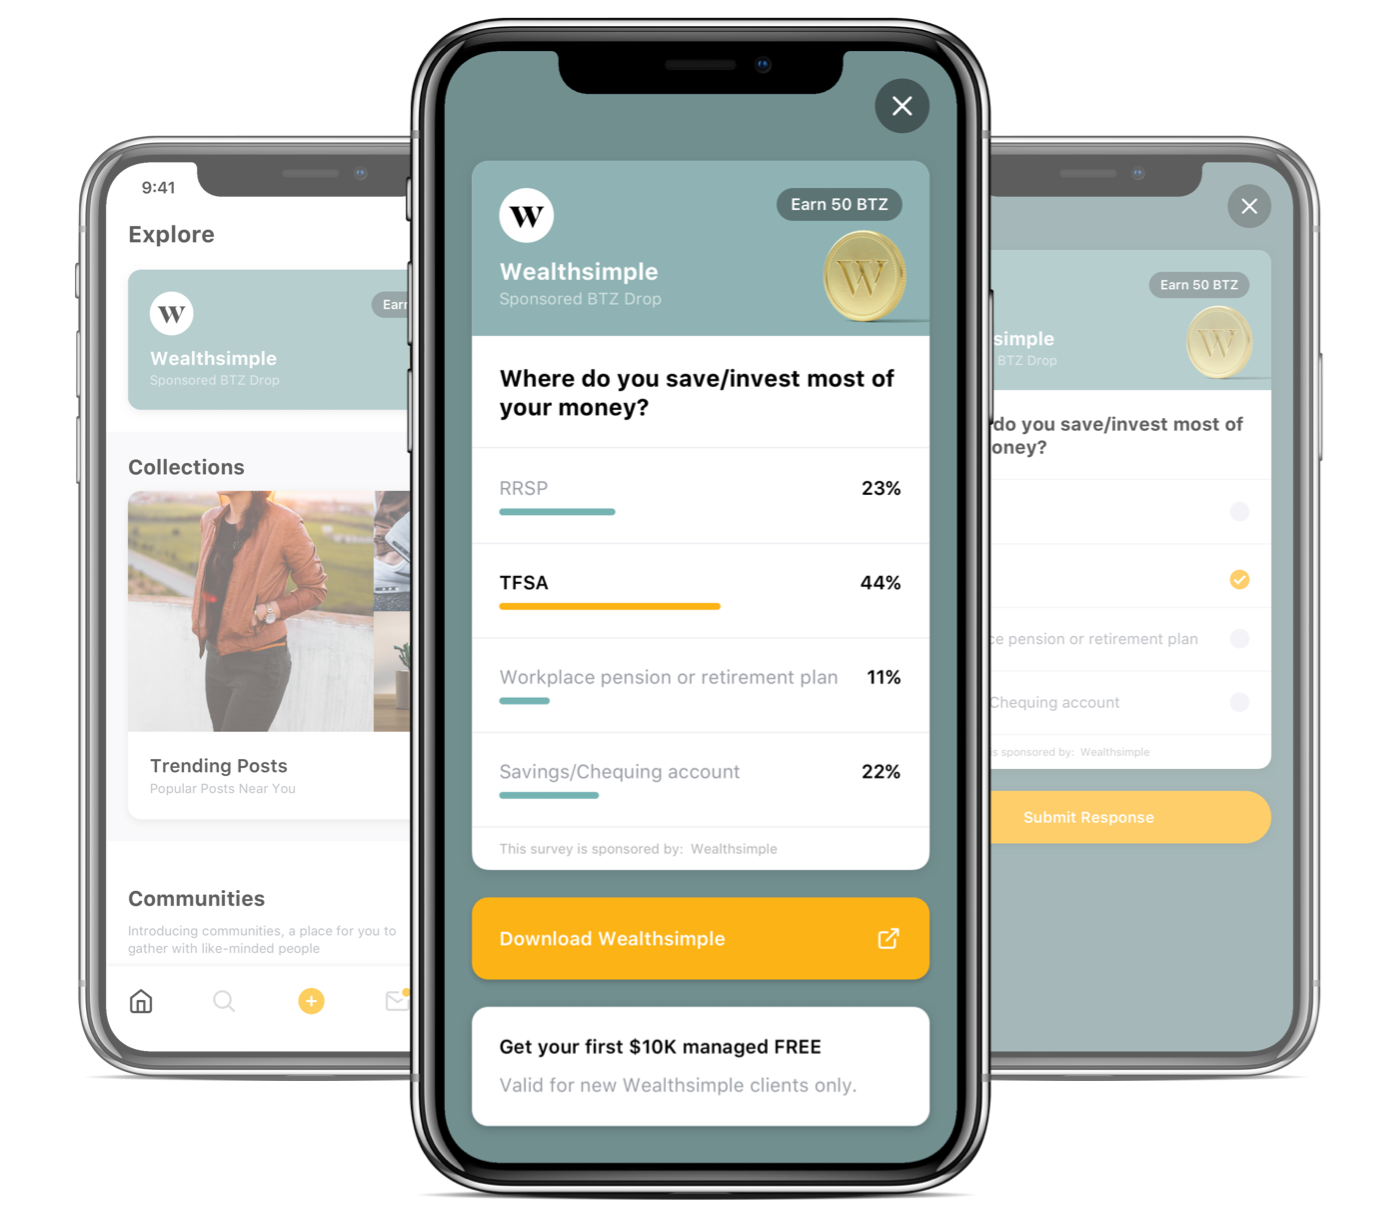 9:41
Explore
W
Earn
Wealthsimple
Sponsored BTZ Drop
Collections
Trending Posts
Popular Posts Near You
Communities
Introducing communities, a place for you to
gather with like-minded people
W
Earn 50 BTZ
W
Wealthsimple
Sponsored BTZ Drop
Where do you save/invest most of
your money?
RRSP 23%
TFSA 44%
Workplace pension or retirement plan 11%
Savings/Chequing account 22%
This survey is sponsored by: Wealthsimple
Download Wealthsimple
Get your first $10K managed FREE
Valid for new Wealthsimple clients only.
Earn 50 BTZ
W
simple
BTZ Drop
do you save/invest most of
oney?
ce pension or retirement plan
Chequing account
is sponsored by: Wealthsimple
Submit Response